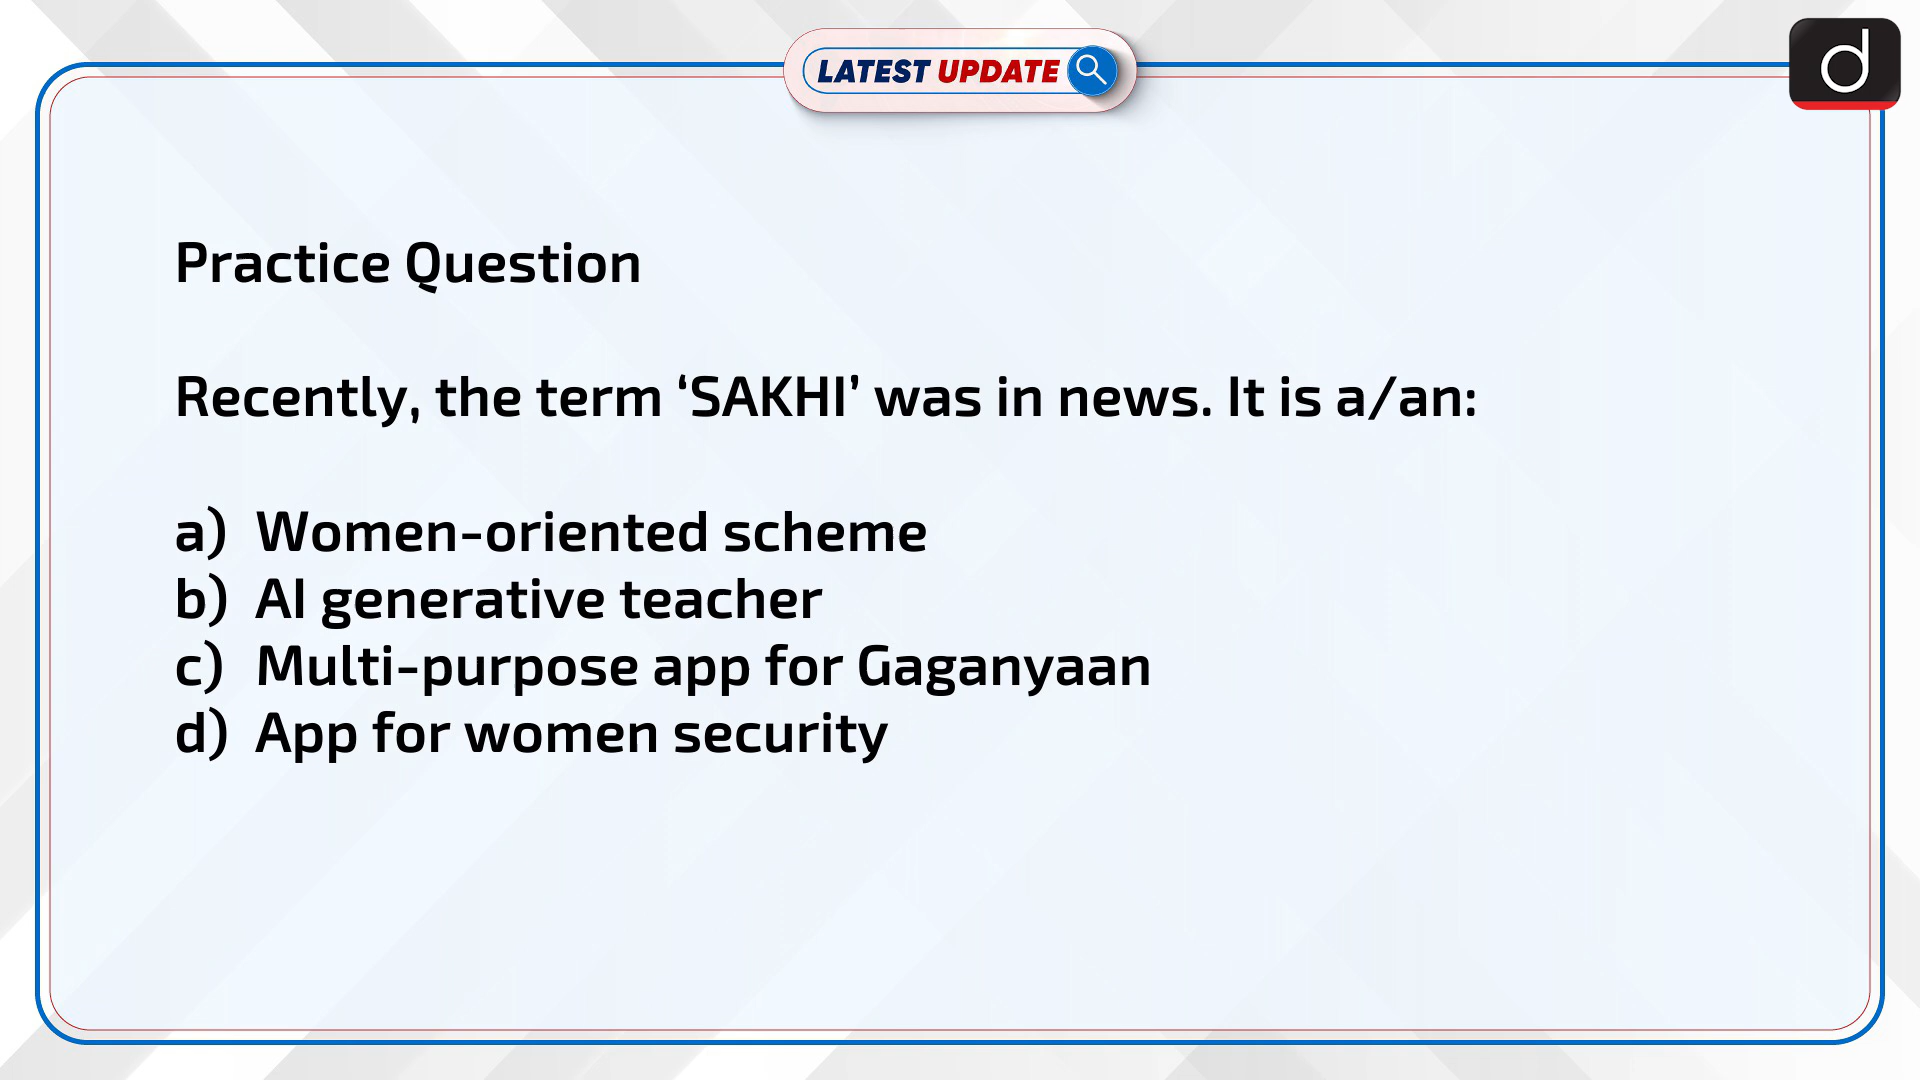 LATEST UPDATE
d
Practice Question
Recently, the term ‘SAKHI’ was in news. It is a/an:
a) Women-oriented scheme
b) AI generative teacher
c) Multi-purpose app for Gaganyaan
d) App for women security